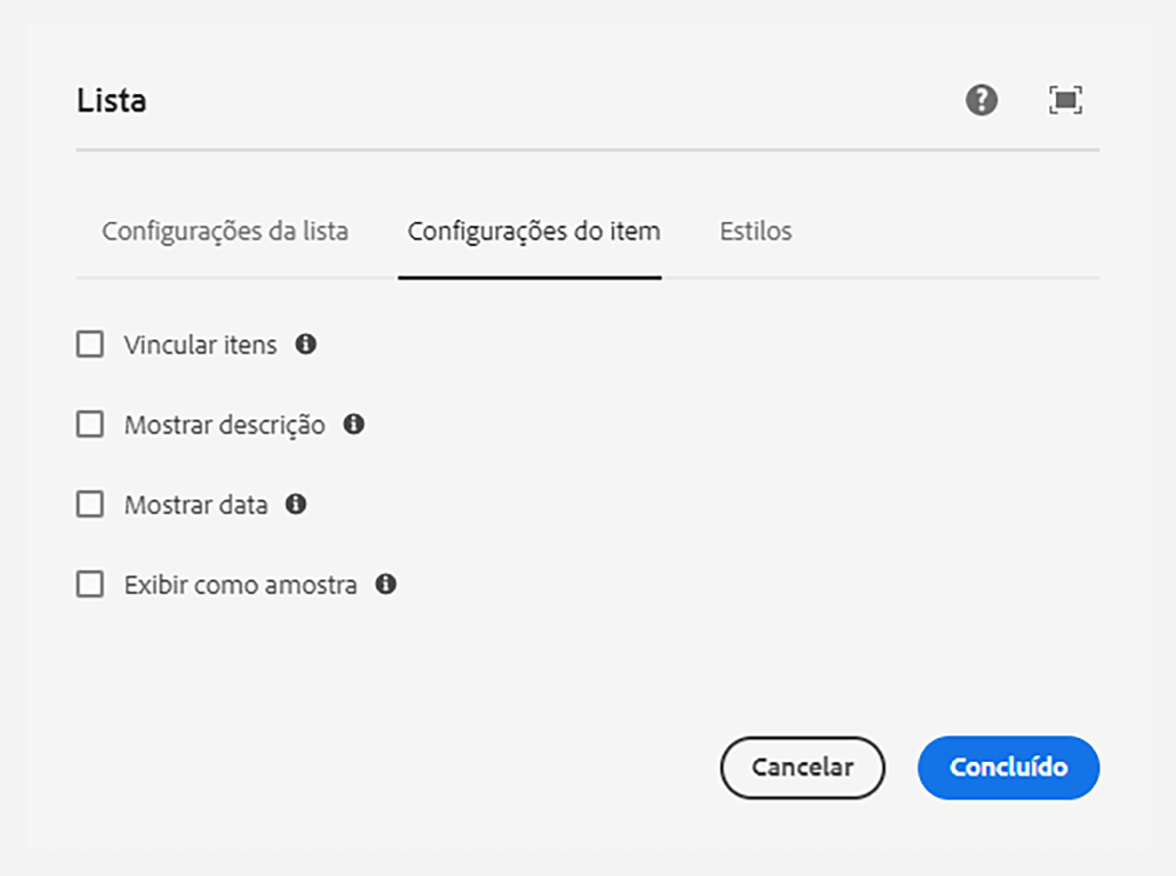 Lista
Configurações da lista Configurações do item Estilos
Vincular itens
Mostrar descrição
Mostrar data
Exibir como amostra
Cancelar Concluído